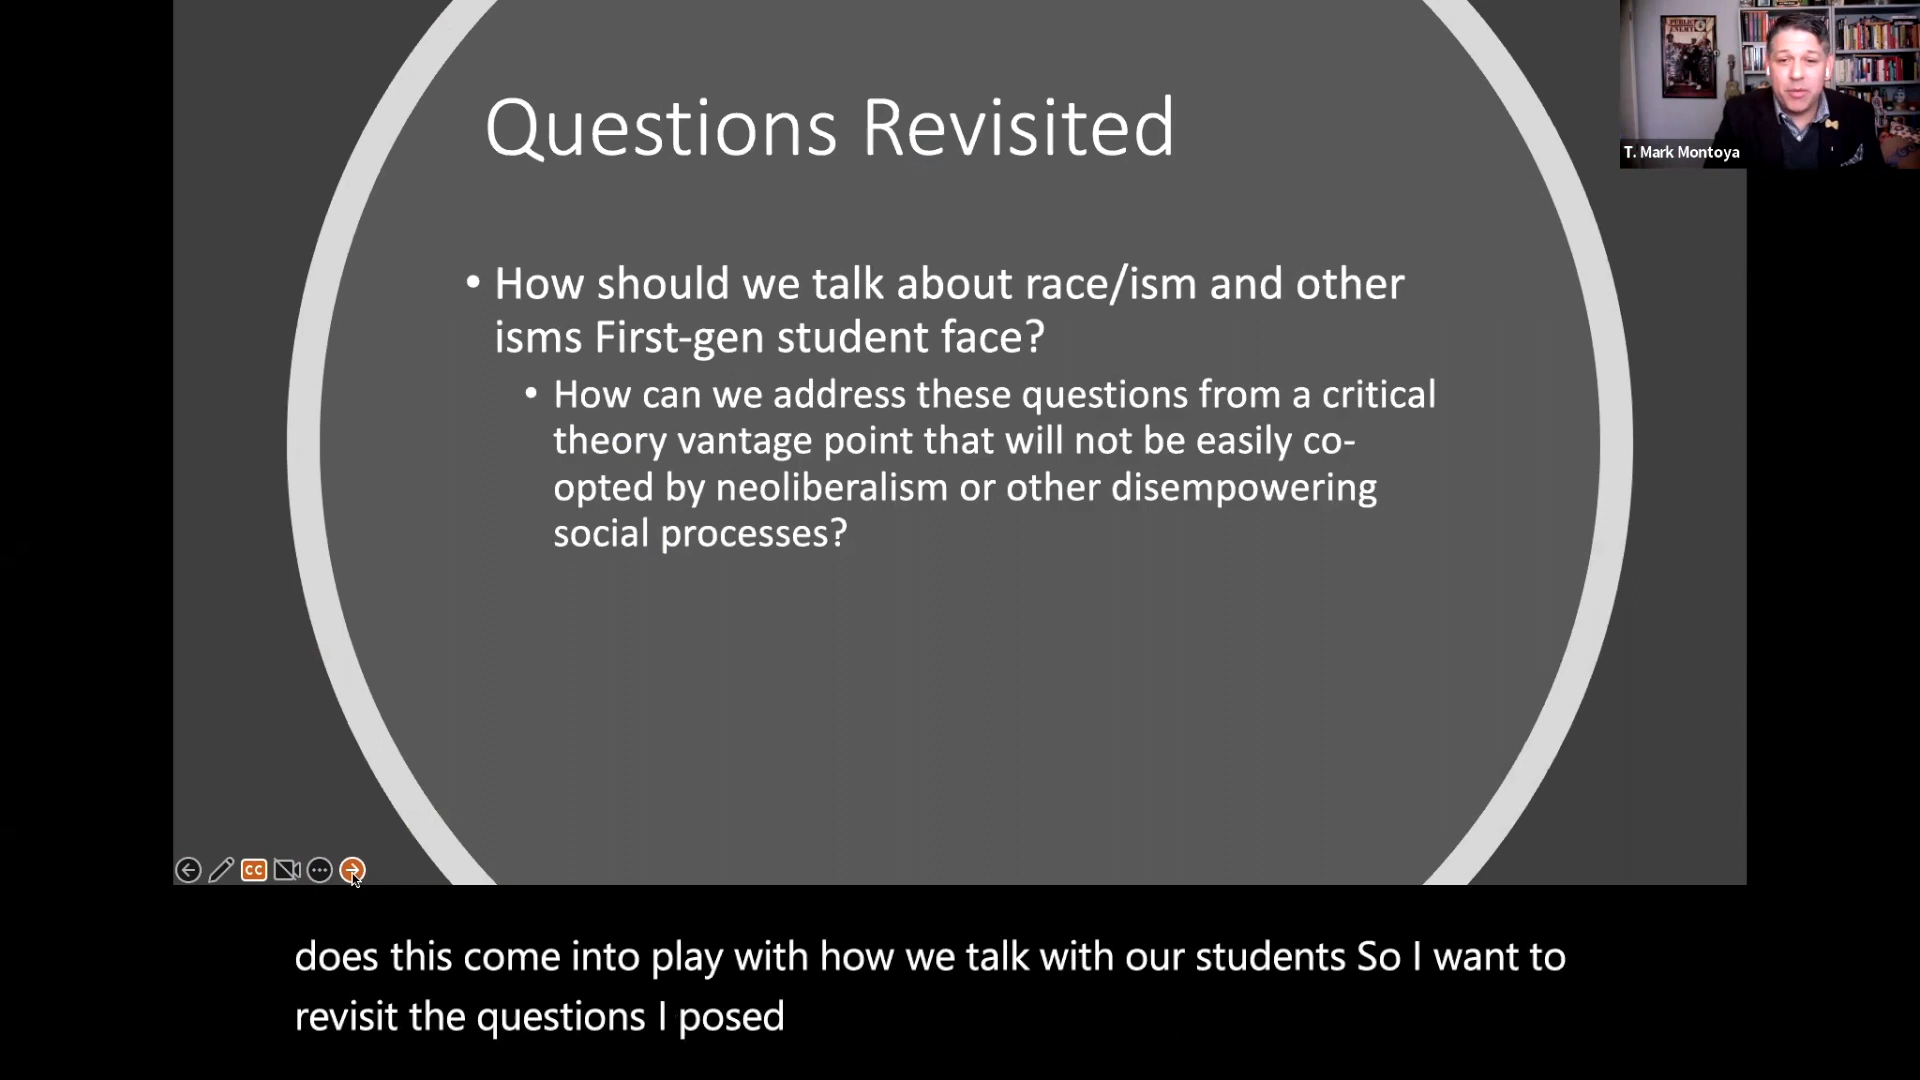 Questions Revisited
PUBLIC
ENEMY
T. Mark Montoya
• How should we talk about race/ism and other
isms First-gen student face?
• How can we address these questions from a critical
theory vantage point that will not be easily co-
opted by neoliberalism or other disempowering
social processes?
CC
does this come into play with how we talk with our students So I want to
revisit the questions I posed